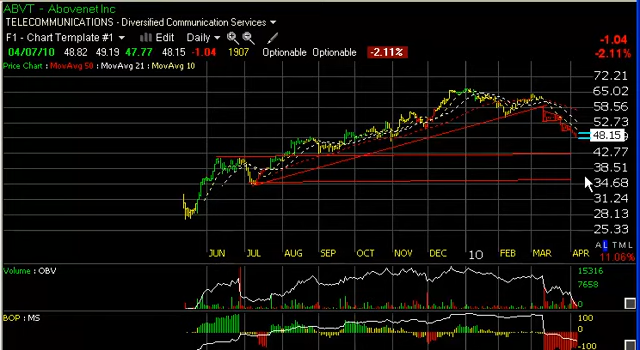 ABVT - Abovenet Inc
TELECOMMUNICATIONS - Diversified Communication Services
F1 - Chart Template #1 Edit Daily
04/07/10 48.82 49.19 47.77 48.15 -1.04 1907 Optionable Optionable -2.11%
-1.04
-2.11%
Price Chart : MovAvg 50 : MovAvg 21 : MovAvg 10
72.21
65.02
58.56
52.73
48.15
42.77
38.51
34.68
31.24
28.13
25.33
A L T M L
JUN JUL AUG SEP OCT NOV DEC 10 FEB MAR APR
11.06%
Volume : OBV
15316
7658
BOP : MS
100
0
-100